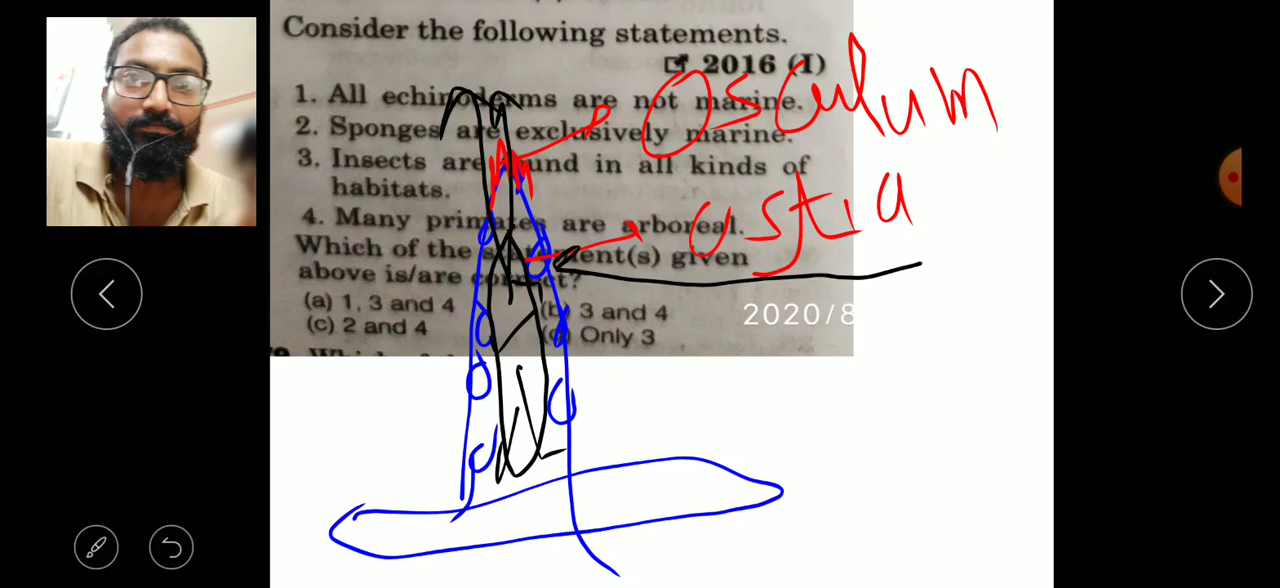 Consider the following statements.
2016 (I)
1. All echinoderms are not marine.
2. Sponges are exclusively marine.
3. Insects are found in all kinds of
habitats.
4. Many primates are arboreal.
Which of the statement(s) given
above is/are correct?
(a) 1, 3 and 4
(b) 3 and 4
(c) 2 and 4
(d) Only 3
2020/8
Osculum
ostia